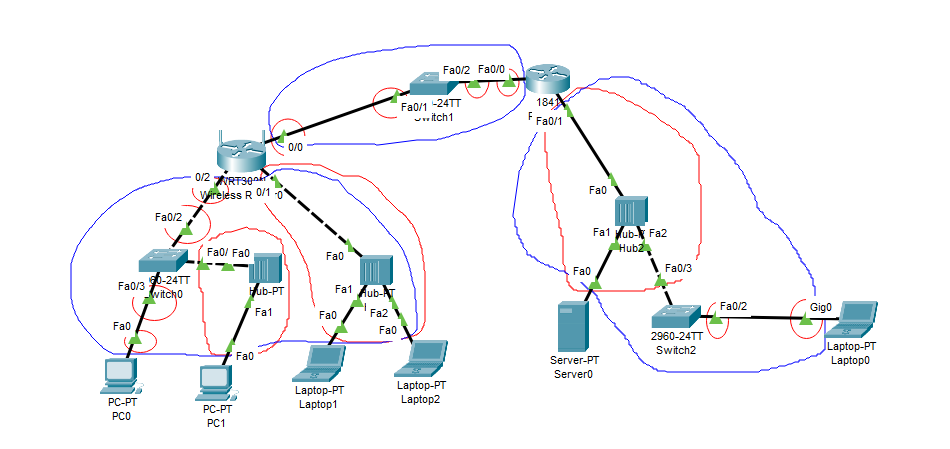 Fa0/2
Fa0/0
Fa0/1
-24TT
Switch1
1841
Fa0/1
0/0
0/2
WRT300N
Wireless R
0/1
0
Fa0/2
Fa0/
Fa0
60-24TT
witch0
Hub-PT
Fa0/3
Fa1
Fa0
Fa0
PC-PT
PC0
PC-PT
PC1
Fa0
Hub-PT
Fa1
Fa2
Fa0
Fa0
Laptop-PT
Laptop1
Laptop-PT
Laptop2
Fa0
Fa1
Fa2
Hub-P
Hub2
Fa0
Fa0/3
Server-PT
Server0
2960-24TT
Switch2
Fa0/2
Gig0
Laptop-PT
Laptop0